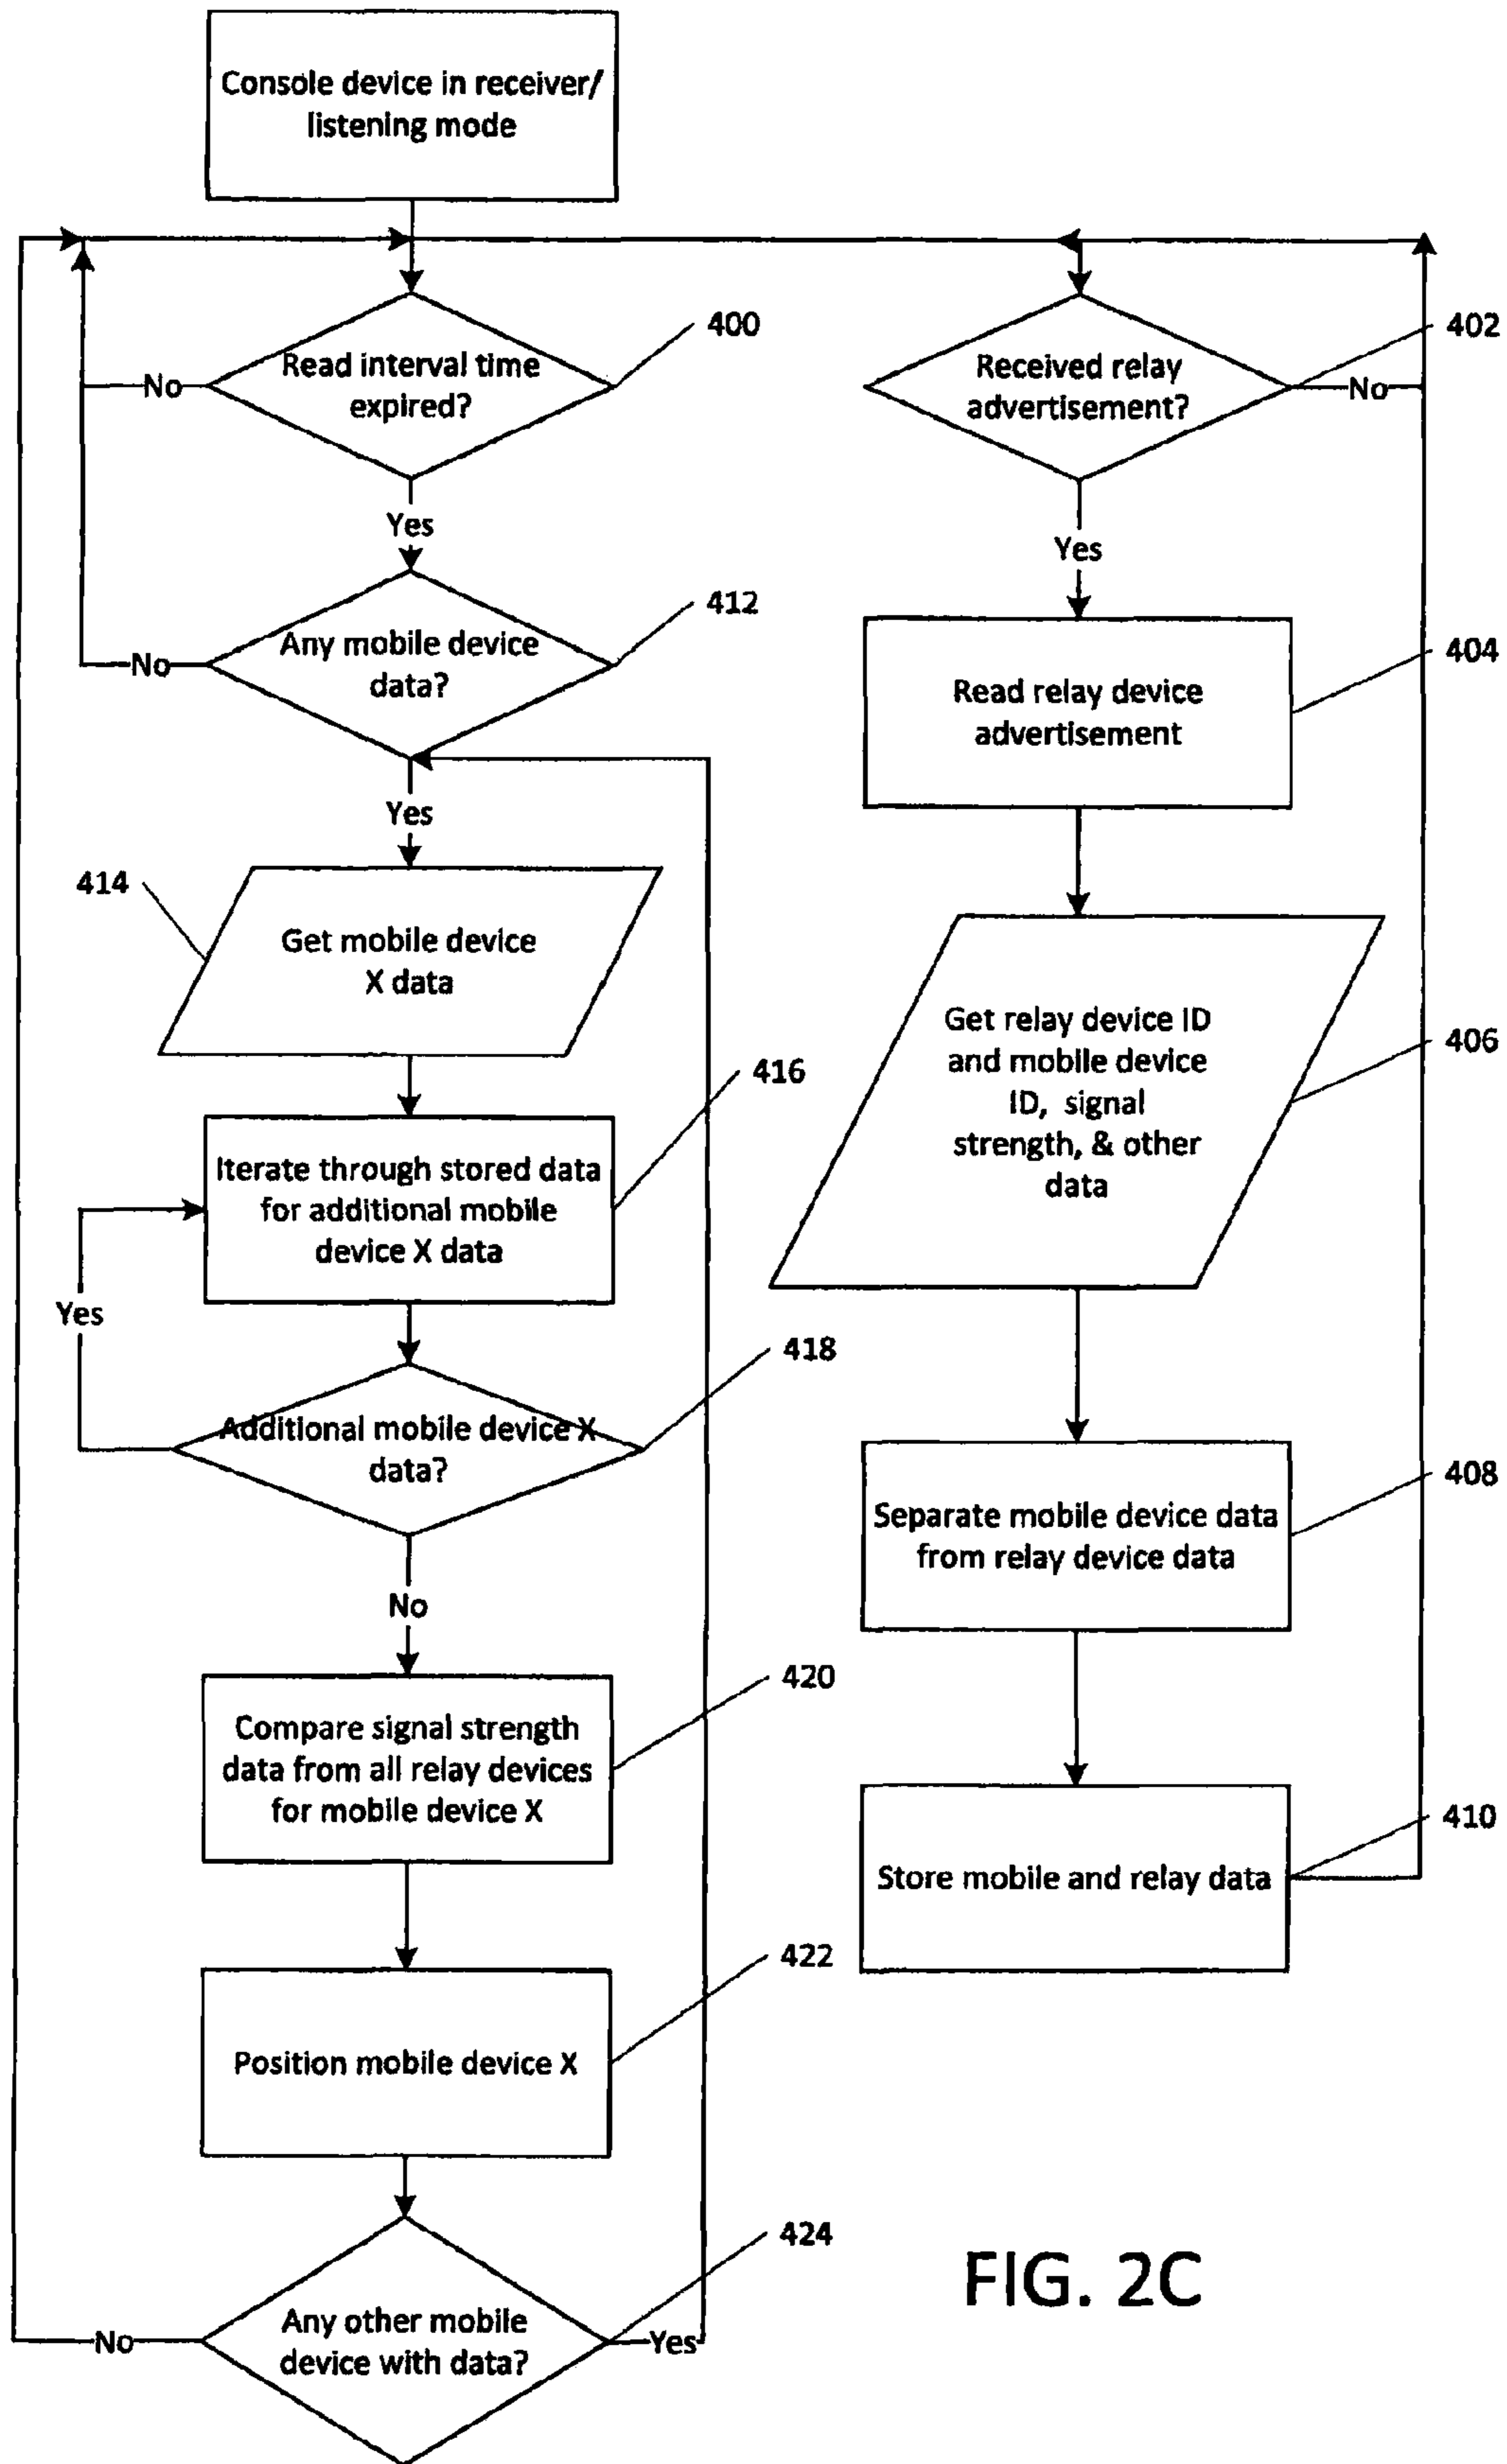 Console device in receiver/
listening mode
Read interval time
expired?
400
No
Yes
Any mobile device
data?
412
No
Yes
414
Get mobile device
X data
416
Iterate through stored data
for additional mobile
device X data
Yes
418
Additional mobile device X
data?
No
420
Compare signal strength
data from all relay devices
for mobile device X
422
Position mobile device X
424
Any other mobile
device with data?
No
Yes
402
Received relay
advertisement?
No
Yes
404
Read relay device
advertisement
406
Get relay device ID
and mobile device
ID, signal
strength, & other
data
408
Separate mobile device data
from relay device data
410
Store mobile and relay data
FIG. 2C